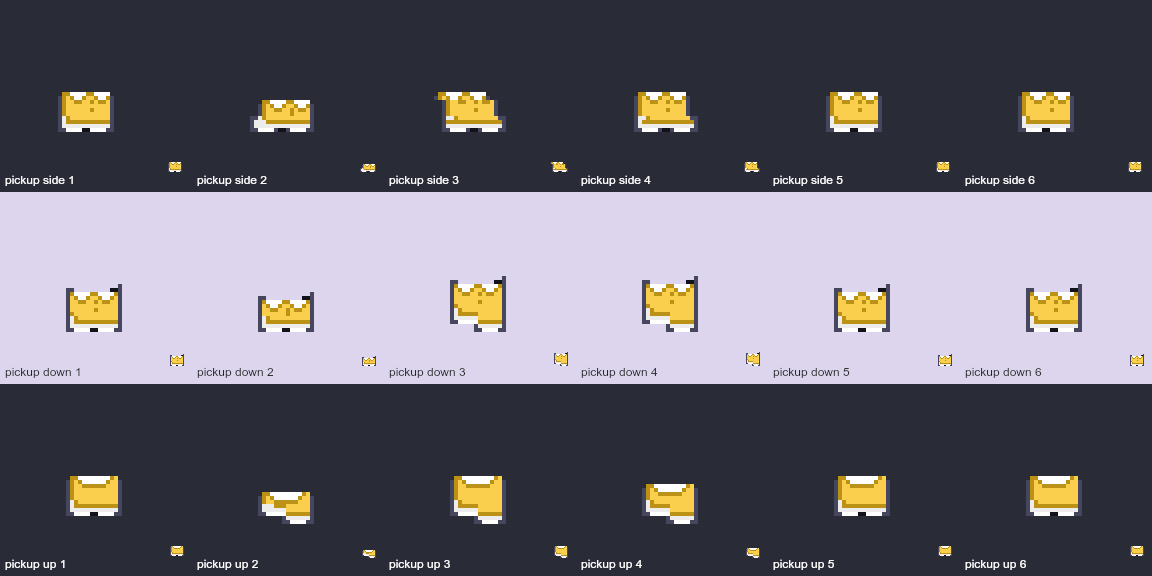 pickup side 1
pickup side 2
pickup side 3
pickup side 4
pickup side 5
pickup side 6
pickup down 1
pickup down 2
pickup down 3
pickup down 4
pickup down 5
pickup down 6
pickup up 1
pickup up 2
pickup up 3
pickup up 4
pickup up 5
pickup up 6